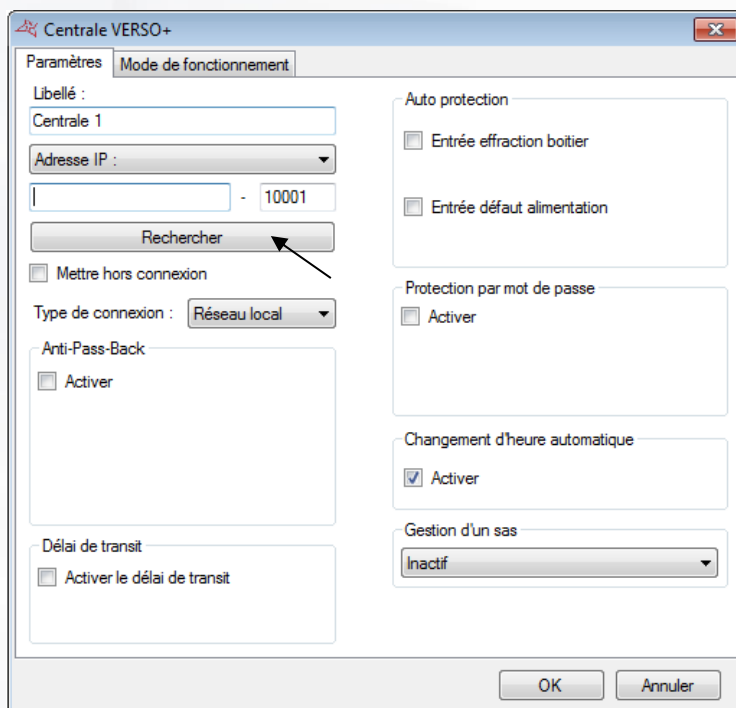 Centrale VERSO+
Paramètres
Mode de fonctionnement
Libellé :
Centrale 1
Adresse IP :
- 10001
Rechercher
Mettre hors connexion
Type de connexion : Réseau local
Anti-Pass-Back
Activer
Délai de transit
Activer le délai de transit
Auto protection
Entrée effraction boitier
Entrée défaut alimentation
Protection par mot de passe
Activer
Changement d'heure automatique
Activer
Gestion d'un sas
Inactif
OK
Annuler